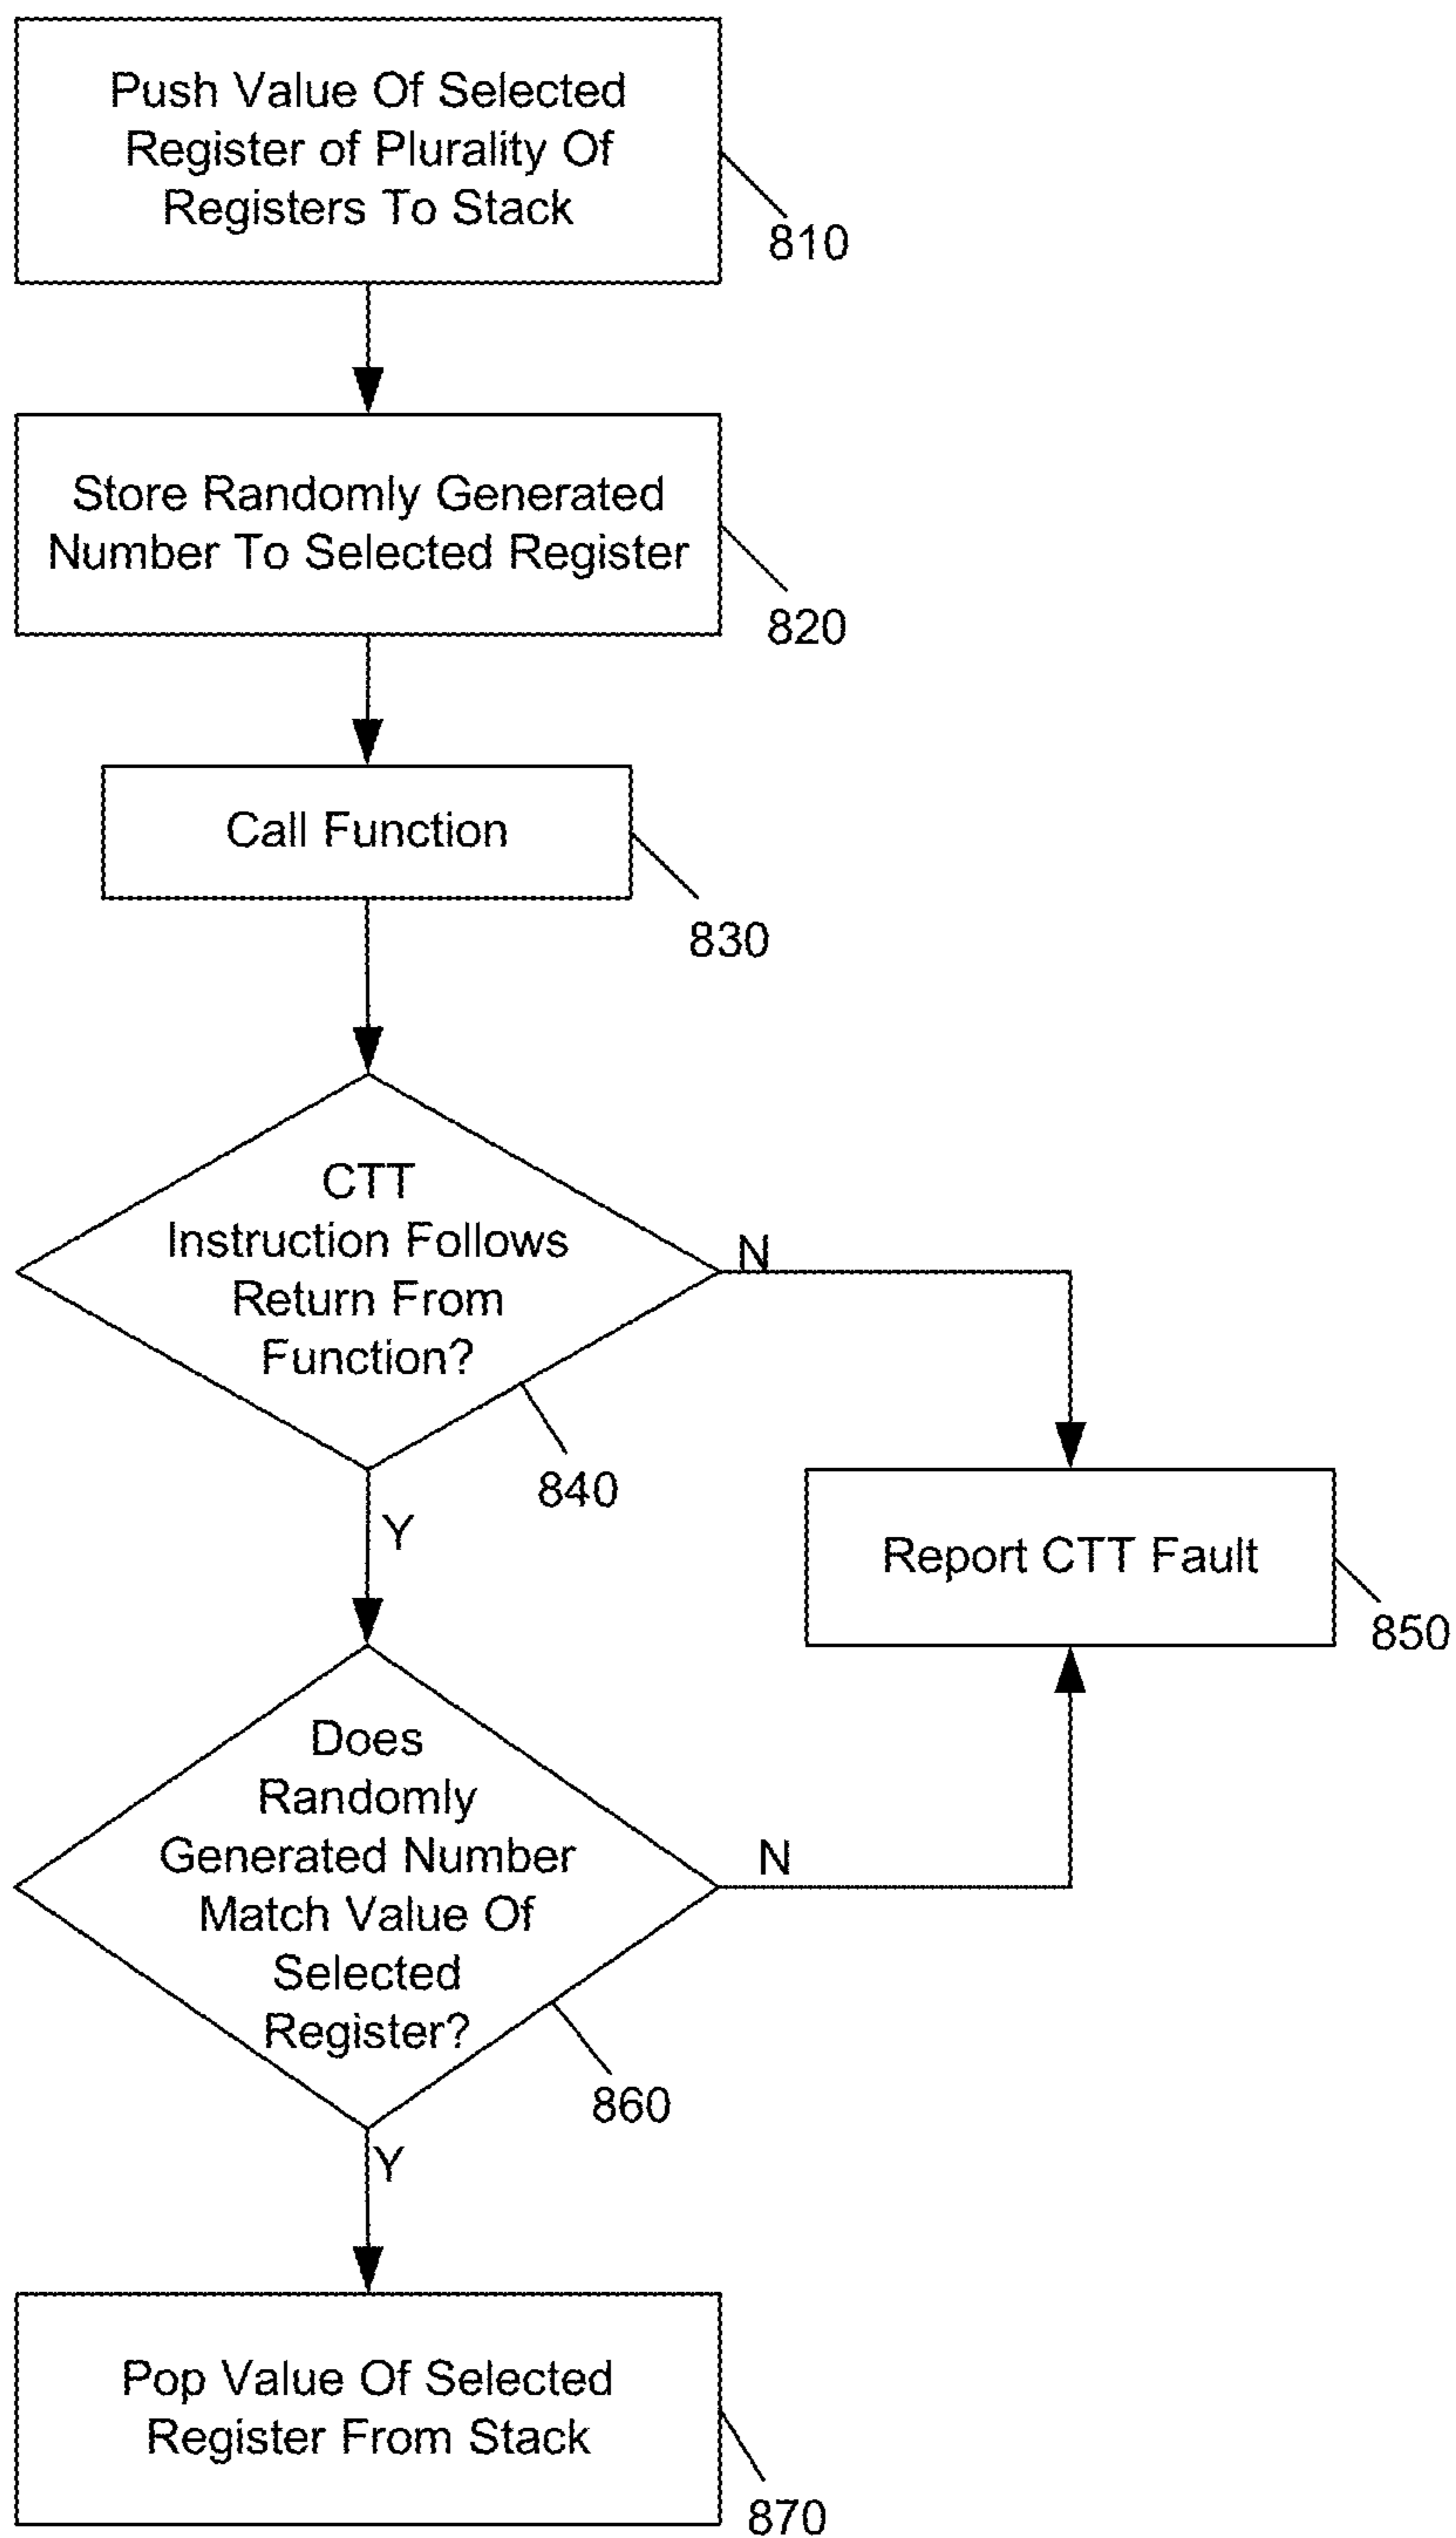 Push Value Of Selected
Register of Plurality Of
Registers To Stack
810
Store Randomly Generated
Number To Selected Register
820
Call Function
830
CTT
Instruction Follows
Return From
Function?
N
840
Y
Report CTT Fault
850
Does
Randomly
Generated Number
Match Value Of
Selected
Register?
N
860
Y
Pop Value Of Selected
Register From Stack
870